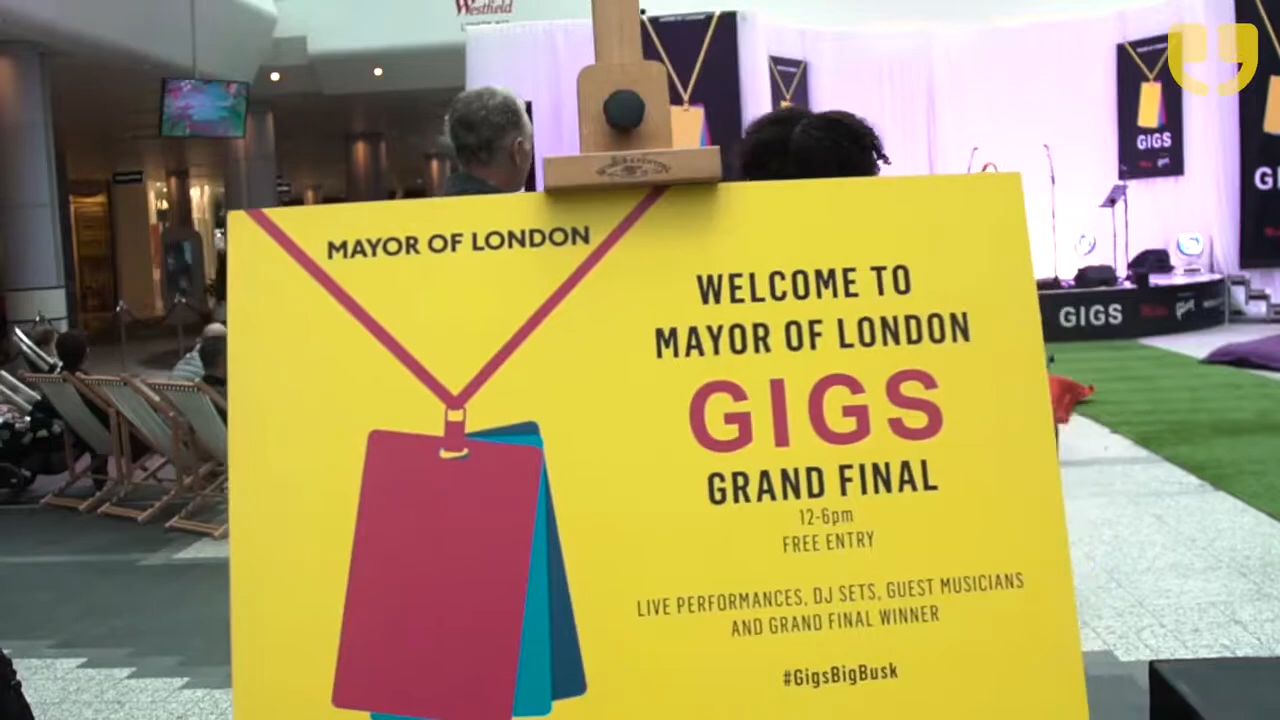 Westfield
MAYOR OF LONDON
WELCOME TO
MAYOR OF LONDON
GIGS
GRAND FINAL
12-6pm
FREE ENTRY
LIVE PERFORMANCES, DJ SETS, GUEST MUSICIANS
AND GRAND FINAL WINNER
#GigsBigBusk
GIGS
GIGS